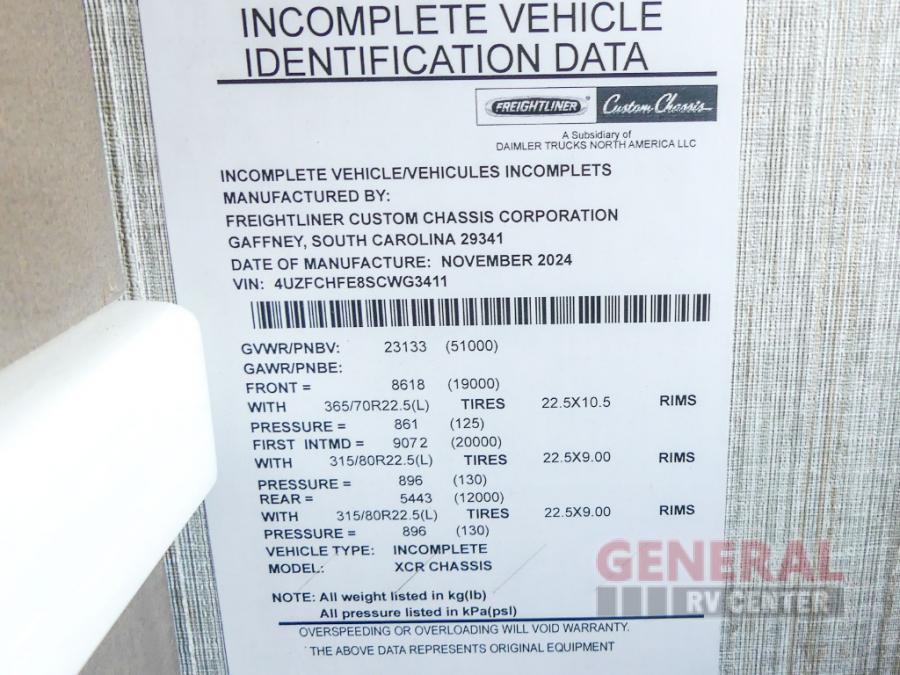 INCOMPLETE VEHICLE
IDENTIFICATION DATA
FREIGHTLINER Custom Chassis
A Subsidiary of
DAIMLER TRUCKS NORTH AMERICA LLC
INCOMPLETE VEHICLE/VEHICULES INCOMPLETS
MANUFACTURED BY:
FREIGHTLINER CUSTOM CHASSIS CORPORATION
GAFFNEY, SOUTH CAROLINA 29341
DATE OF MANUFACTURE: NOVEMBER 2024
VIN: 4UZFCHFE8SCWG3411
GVWR/PNBV: 23133 (51000)
GAWR/PNBE:
FRONT = 8618 (19000)
WITH 365/70R22.5(L) TIRES 22.5X10.5 RIMS
PRESSURE = 861 (125)
FIRST INTMD = 9072 (20000)
WITH 315/80R22.5(L) TIRES 22.5X9.00 RIMS
PRESSURE = 896 (130)
REAR = 5443 (12000)
WITH 315/80R22.5(L) TIRES 22.5X9.00 RIMS
PRESSURE = 896 (130)
VEHICLE TYPE: INCOMPLETE
MODEL: XCR CHASSIS
NOTE: All weight listed in kg(lb)
All pressure listed in kPa(psi)
OVERSPEEDING OR OVERLOADING WILL VOID WARRANTY.
THE ABOVE DATA REPRESENTS ORIGINAL EQUIPMENT
GENERAL
RV CENTER